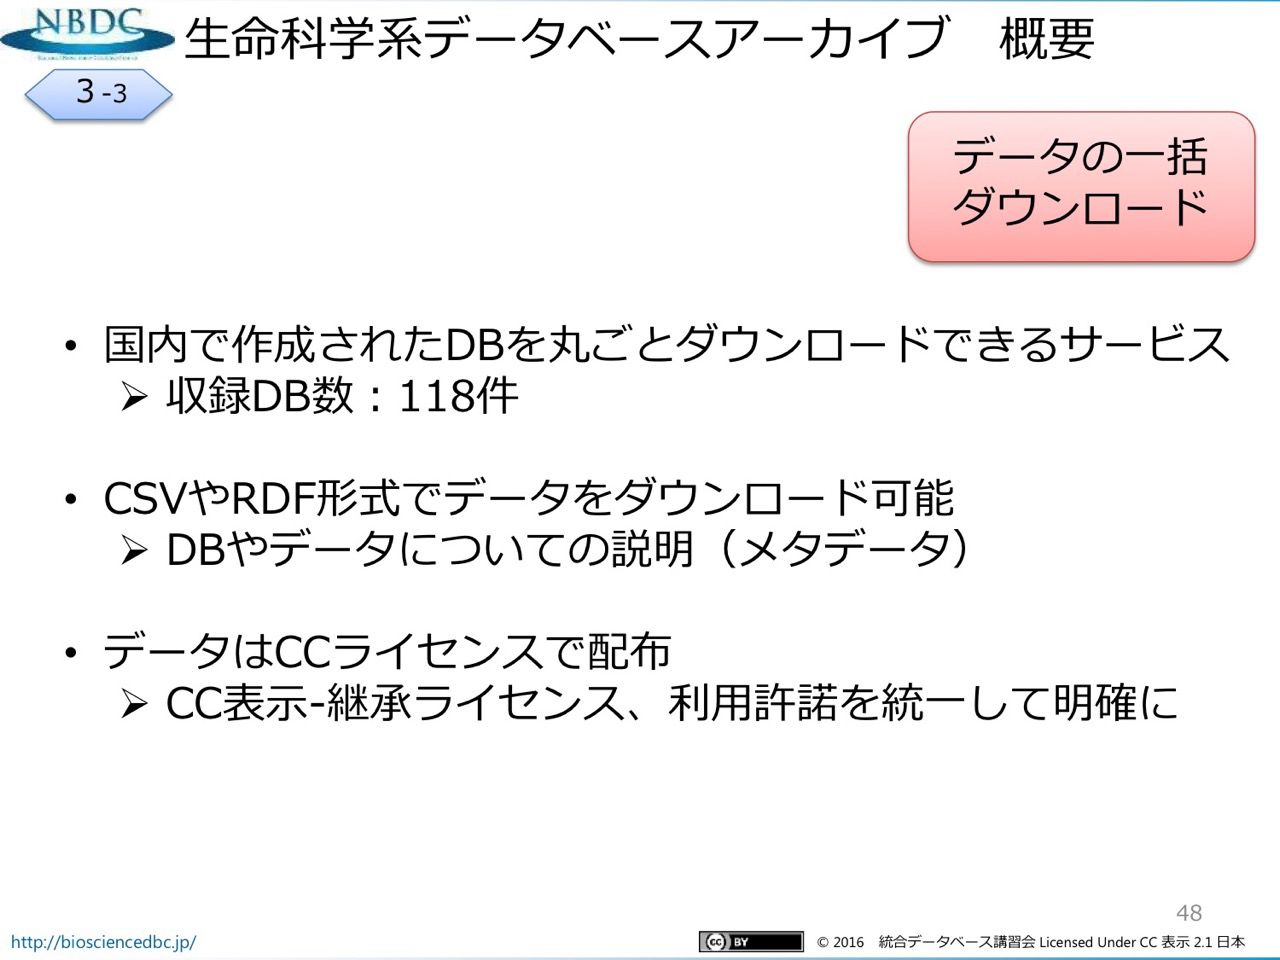 NBDC
生命科学系データベースアーカイブ　概要
3 -3
データの一括
ダウンロード
• 国内で作成されたDBを丸ごとダウンロードできるサービス
➢ 収録DB数：118件
• CSVやRDF形式でデータをダウンロード可能
➢ DBやデータについての説明（メタデータ）
• データはCCライセンスで配布
➢ CC表示-継承ライセンス、利用許諾を統一して明確に
48
http://biosciencedbc.jp/
cc BY
© 2016　統合データベース講習会 Licensed Under CC 表示 2.1 日本